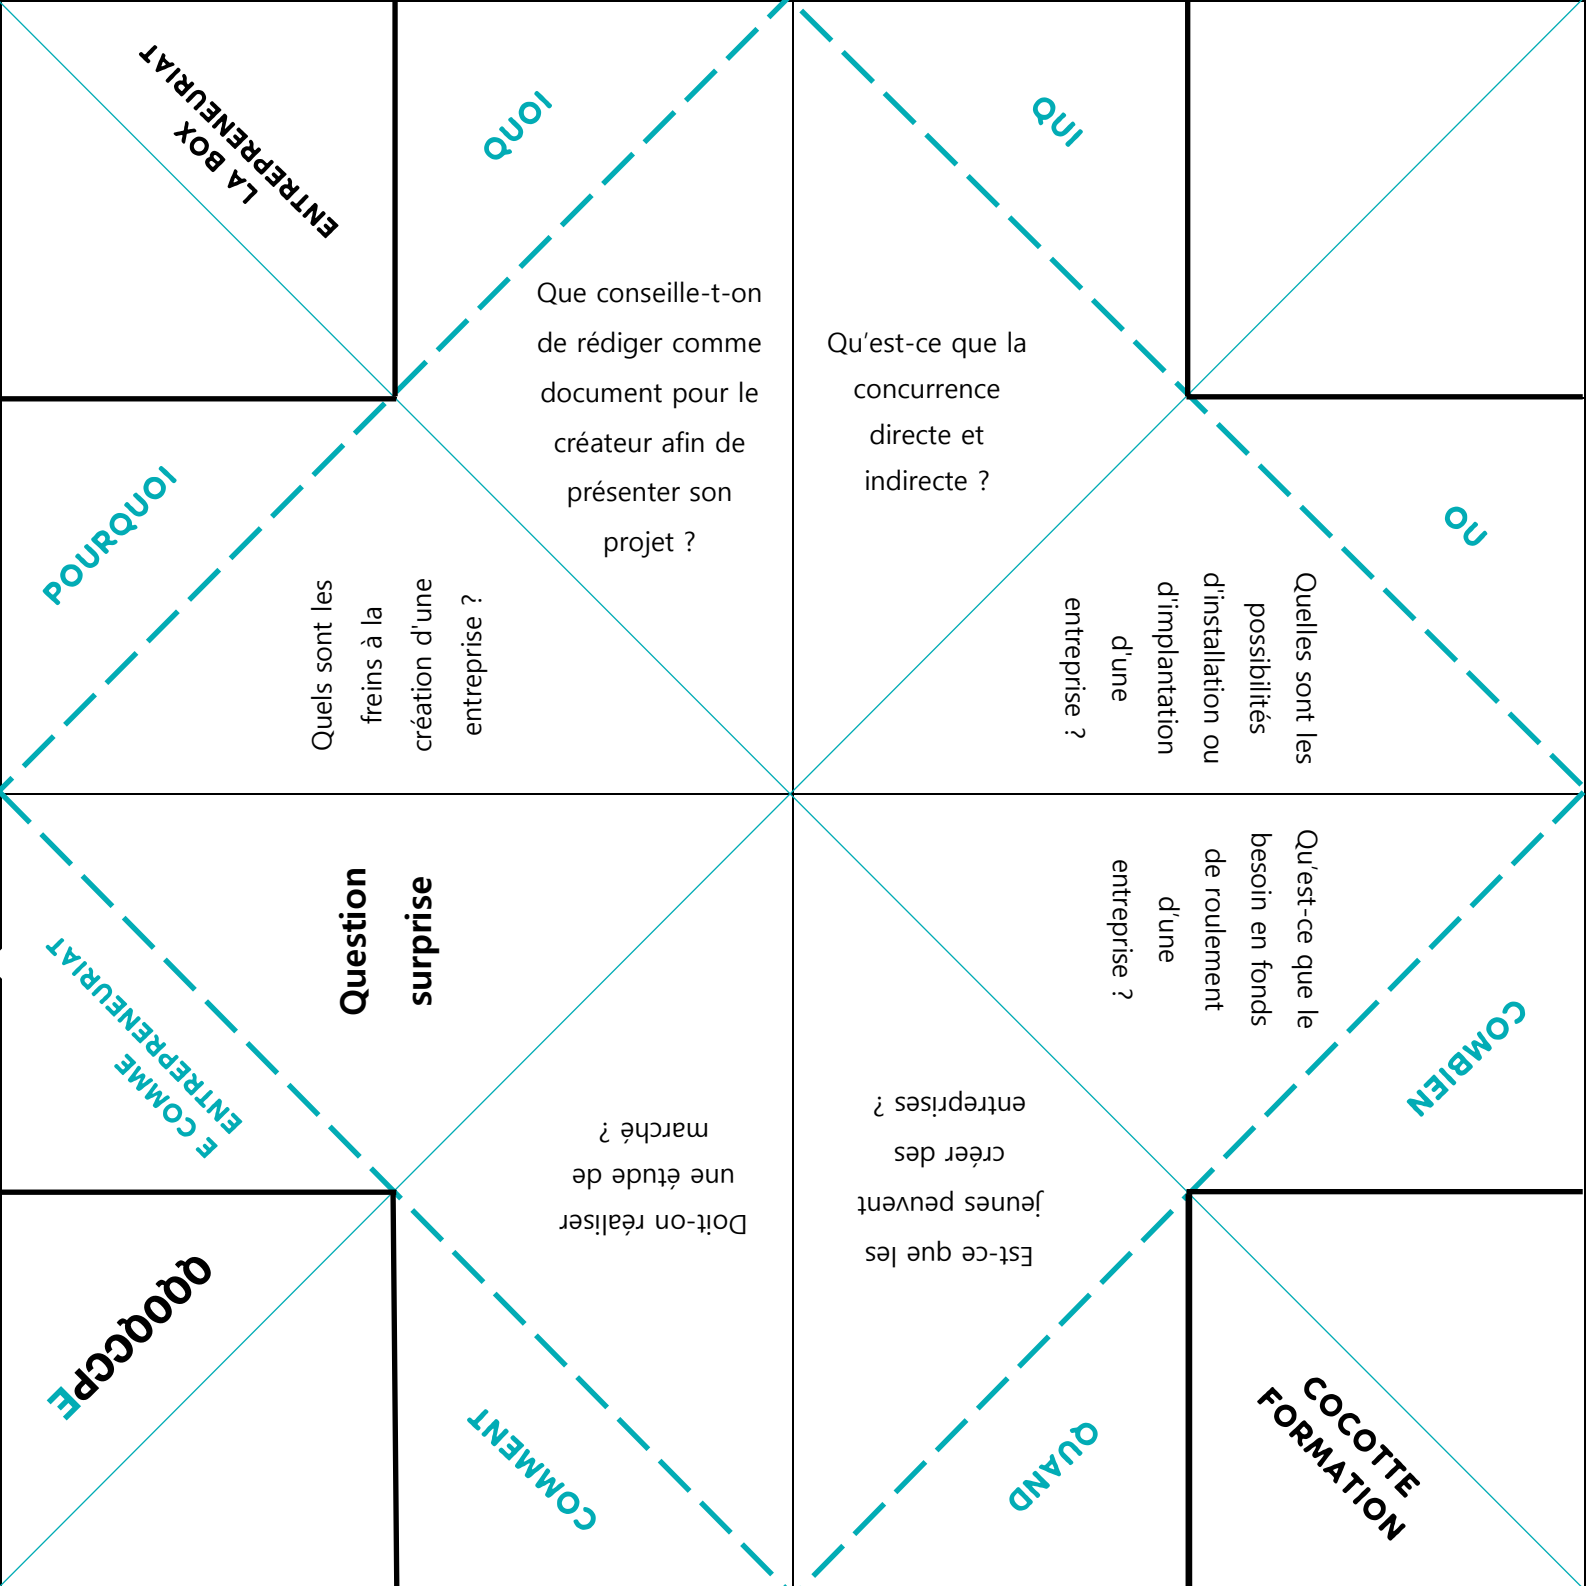 LA BOX
ENTREPRENEURIAT
QUOI
QUI
Que conseille-t-on
de rédiger comme
document pour le
créateur afin de
présenter son
projet ?
Qu’est-ce que la
concurrence
directe et
indirecte ?
POURQUOI
OU
Quels sont les
freins à la
création d'une
entreprise ?
Quelles sont les
possibilités
d'installation ou
d'implantation
d'une
entreprise ?
Question
surprise
Qu’est-ce que le
besoin en fonds
de roulement
d’une
entreprise ?
E COMME
ENTREPRENEURIAT
COMBIEN
Doit-on réaliser
une étude de
marché ?
Est-ce que les
jeunes peuvent
créer des
entreprises ?
QQOQCCPE
COMMENT
QUAND
COCOTTE
FORMATION